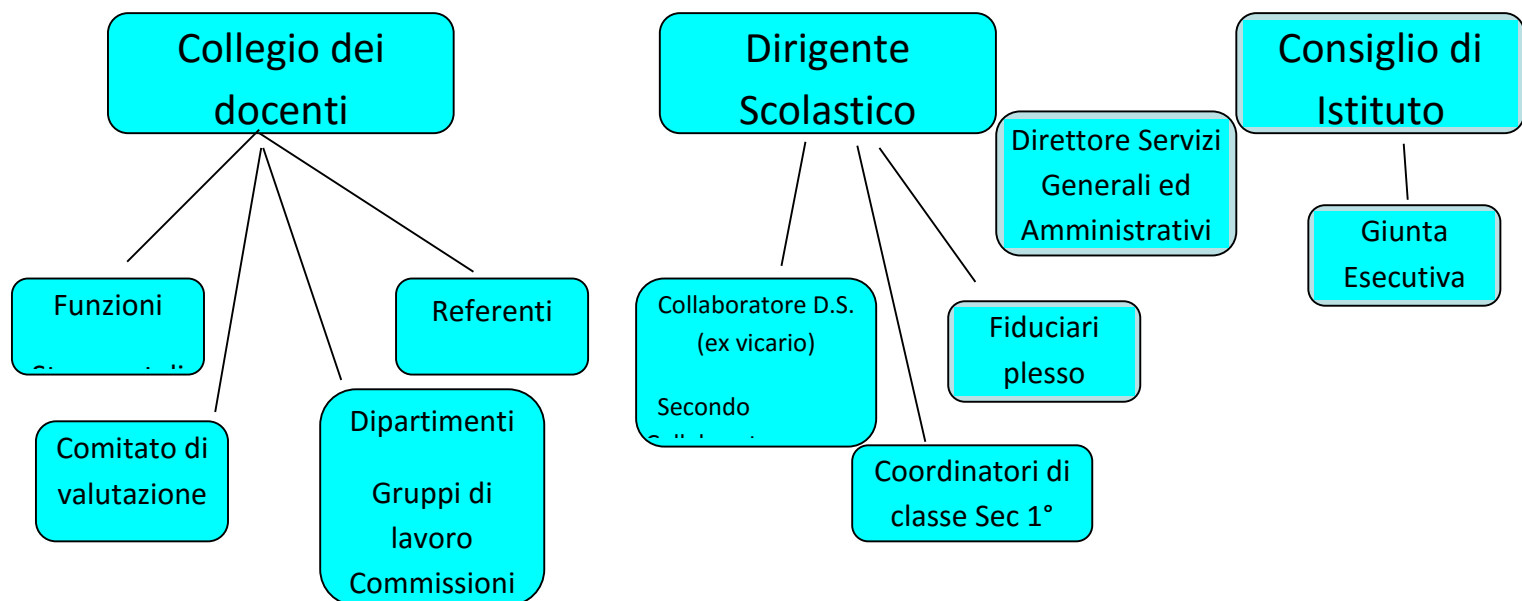 Collegio dei
docenti
Dirigente
Scolastico
Consiglio di
Istituto
Direttore Servizi
Generali ed
Amministrativi
Giunta
Esecutiva
Funzioni
Referenti
Collaboratore D.S.
(ex vicario)
Secondo
Fiduciari
plesso
Comitato di
valutazione
Dipartimenti
Gruppi di
lavoro
Commissioni
Coordinatori di
classe Sec 1°